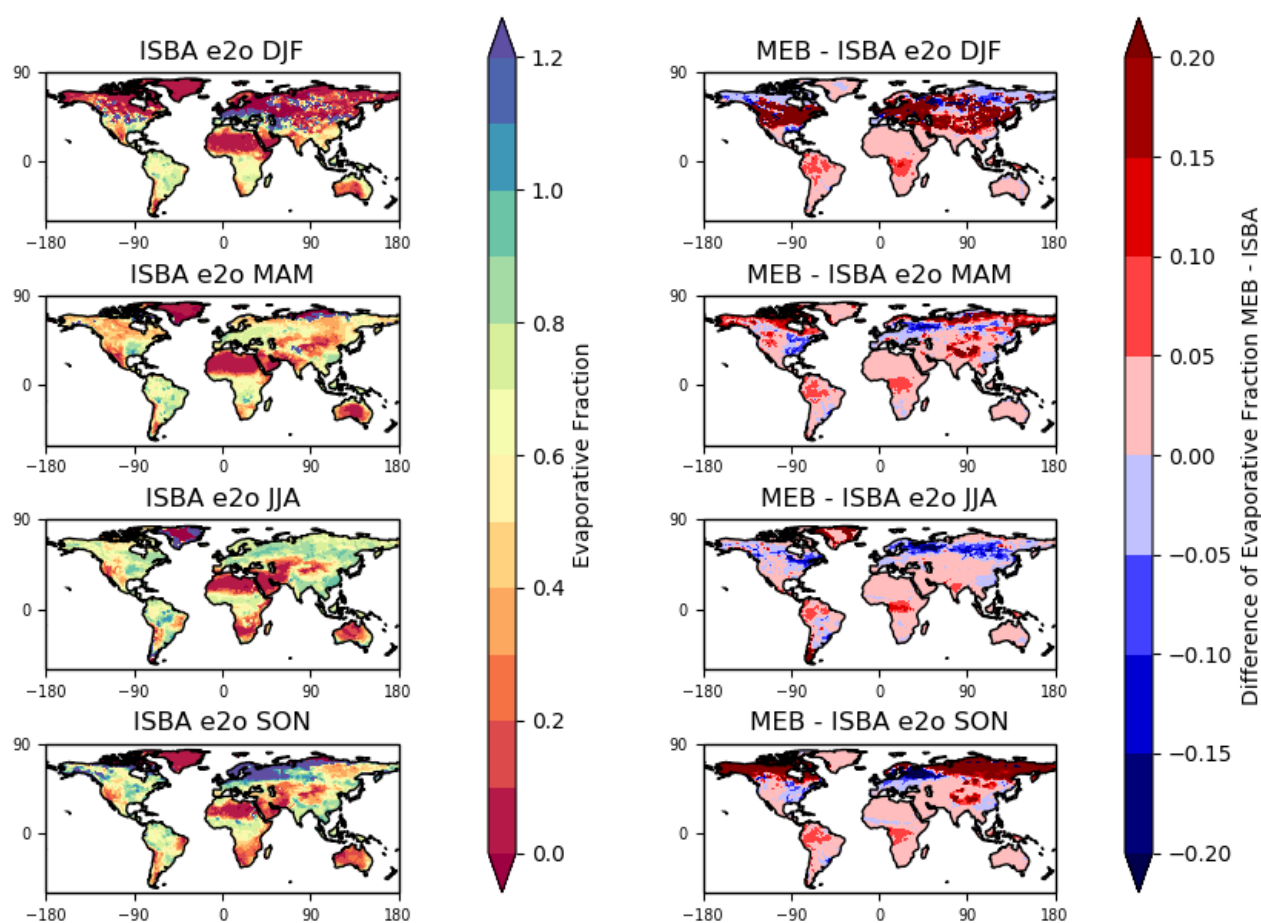 ISBA e2o DJF
90
0
−180 −90 0 90 180
ISBA e2o MAM
90
0
−180 −90 0 90 180
ISBA e2o JJA
90
0
−180 −90 0 90 180
ISBA e2o SON
90
0
−180 −90 0 90 180
1.2
1.0
0.8
0.6
0.4
0.2
0.0
Evaporative Fraction
MEB - ISBA e2o DJF
90
0
−180 −90 0 90 180
MEB - ISBA e2o MAM
90
0
−180 −90 0 90 180
MEB - ISBA e2o JJA
90
0
−180 −90 0 90 180
MEB - ISBA e2o SON
90
0
−180 −90 0 90 180
0.20
0.15
0.10
0.05
0.00
−0.05
−0.10
−0.15
−0.20
Difference of Evaporative Fraction MEB - ISBA